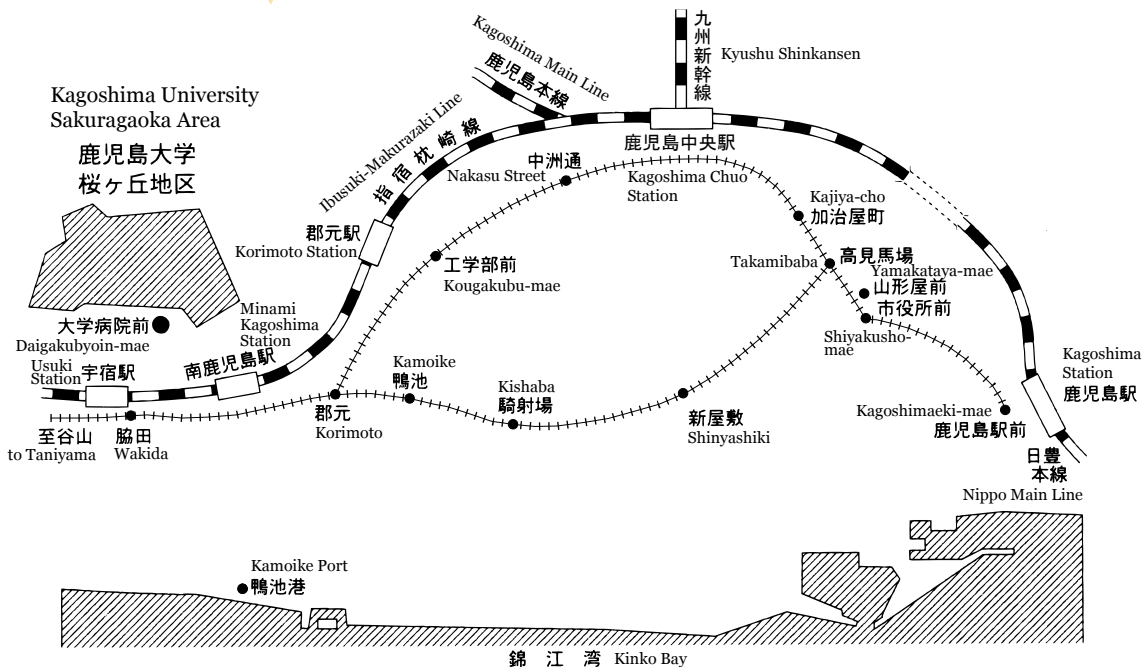 九州新幹線
Kyushu Shinkansen
Kagoshima Main Line
鹿児島本線
Kagoshima University
Sakuragaoka Area
鹿児島大学
桜ヶ丘地区
Ibusuki-Makurazaki Line
指宿枕崎線
中洲通
Nakasu Street
鹿児島中央駅
Kagoshima Chuo
Station
Kajiya-cho
加治屋町
郡元駅
Korimoto Station
工学部前
Kougakubu-mae
Takamibaba
高見馬場
Yamakataya-mae
山形屋前
市役所前
Shiyakusho-
mae
大学病院前
Daigakubyoin-mae
Minami
Kagoshima
Station
南鹿児島駅
Usuki
Station
宇宿駅
Kamoike
鴨池
Kishaba
騎射場
Kagoshima
Station
鹿児島駅
至谷山
to Taniyama
脇田
Wakida
郡元
Korimoto
新屋敷
Shinyashiki
Kagoshimaeki-mae
鹿児島駅前
日豊
本線
Nippo Main Line
Kamoike Port
鴨池港
錦江湾 Kinko Bay